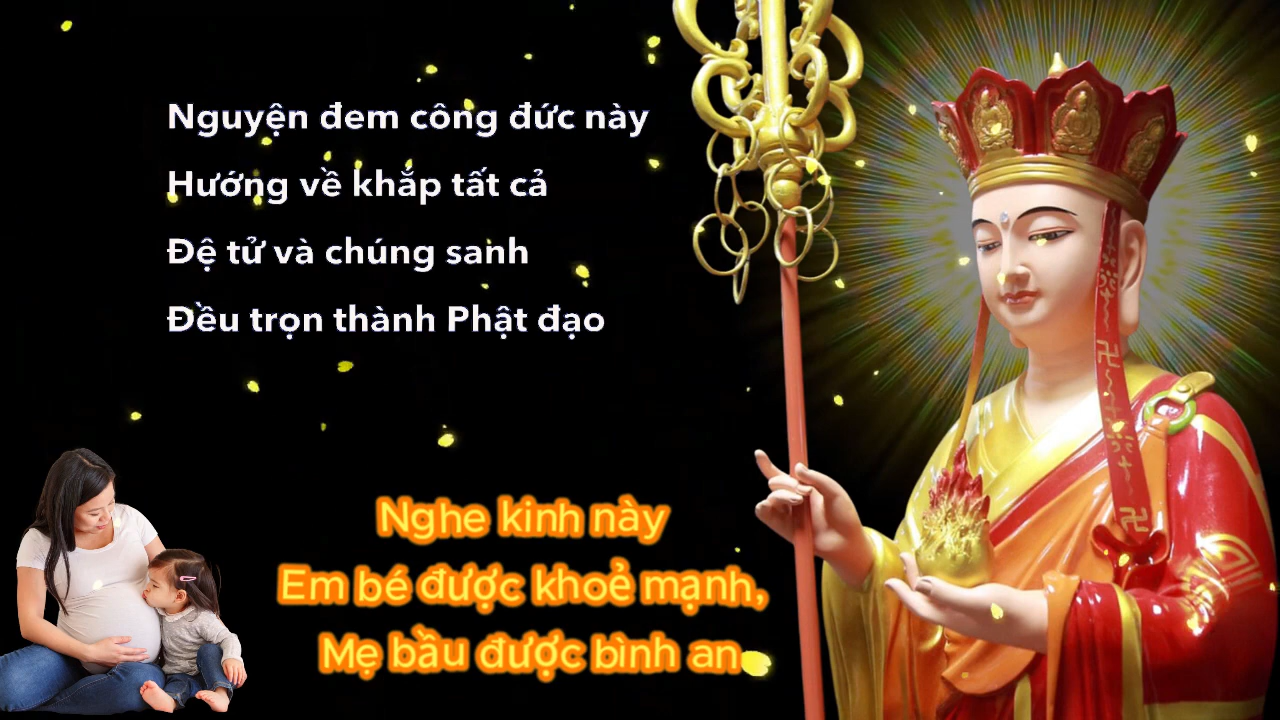 Nguyện đem công đức này
Hướng về khắp tất cả
Đệ tử và chúng sanh
Đều trọn thành Phật đạo
Nghe kinh này
Em bé được khoẻ mạnh,
Mẹ bầu được bình an